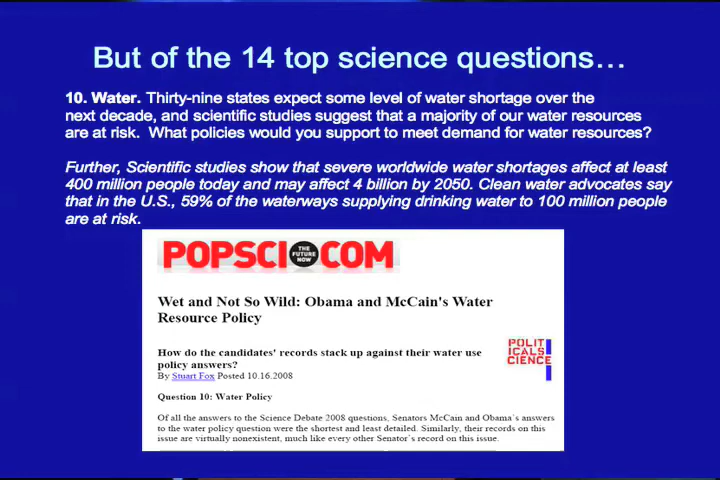 But of the 14 top science questions…
10. Water. Thirty-nine states expect some level of water shortage over the
next decade, and scientific studies suggest that a majority of our water resources
are at risk. What policies would you support to meet demand for water resources?
Further, Scientific studies show that severe worldwide water shortages affect at least
400 million people today and may affect 4 billion by 2050. Clean water advocates say
that in the U.S., 59% of the waterways supplying drinking water to 100 million people
are at risk.
POPSCI THE FUTURE NOW COM
Wet and Not So Wild: Obama and McCain's Water
Resource Policy
POLIT
ICALS
CIENCE
How do the candidates' records stack up against their water use
policy answers?
By Stuart Fox Posted 10.16.2008
Question 10: Water Policy
Of all the answers to the Science Debate 2008 questions, Senators McCain and Obama's answers
to the water policy question were the shortest and least detailed. Similarly, their records on this
issue are virtually nonexistent, much like every other Senator's record on this issue.